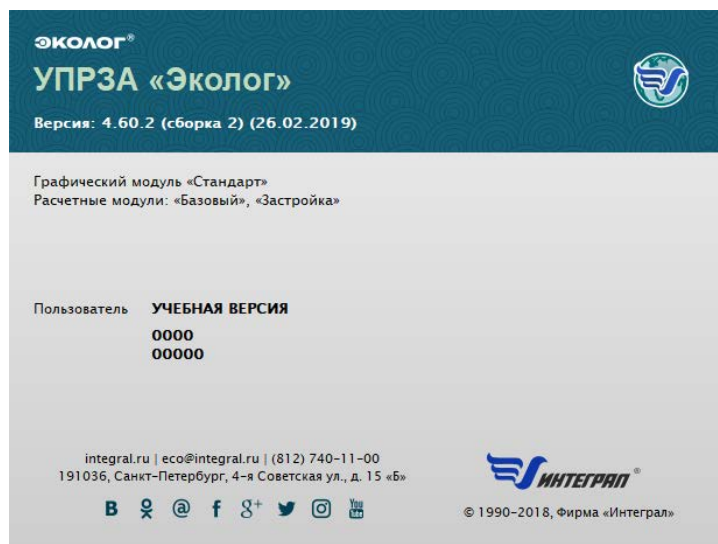 эколог®
УПРЗА «Эколог»
Версия: 4.60.2 (сборка 2) (26.02.2019)
Графический модуль «Стандарт»
Расчетные модули: «Базовый», «Застройка»
Пользователь УЧЕБНАЯ ВЕРСИЯ
0000
00000
integral.ru | eco@integral.ru | (812) 740-11-00
191036, Санкт-Петербург, 4-я Советская ул., д. 15 «Б»
ИНТЕГРАЛ®
© 1990-2018, Фирма «Интеграл»
B @ f g+ You Tube